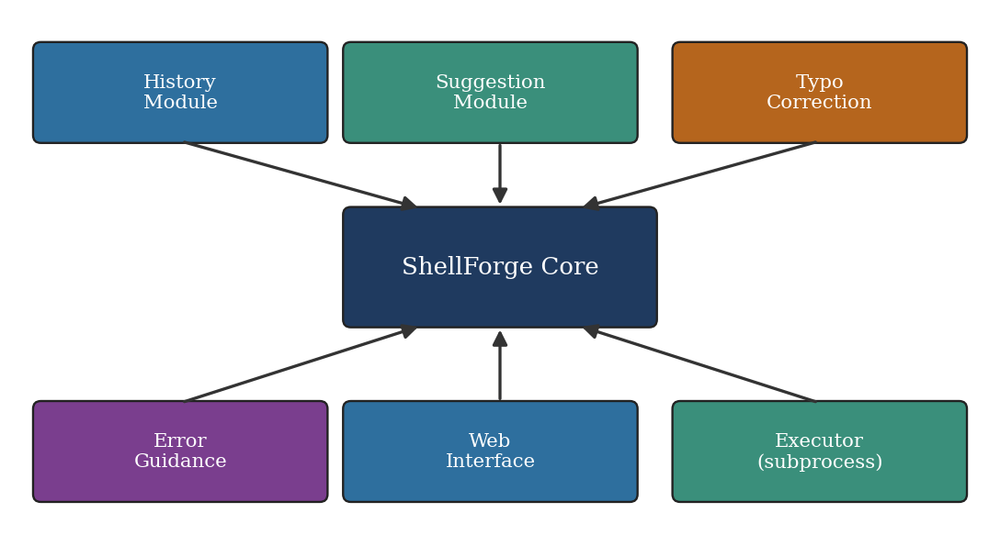 History
Module
Suggestion
Module
Typo
Correction
ShellForge Core
Error
Guidance
Web
Interface
Executor
(subprocess)